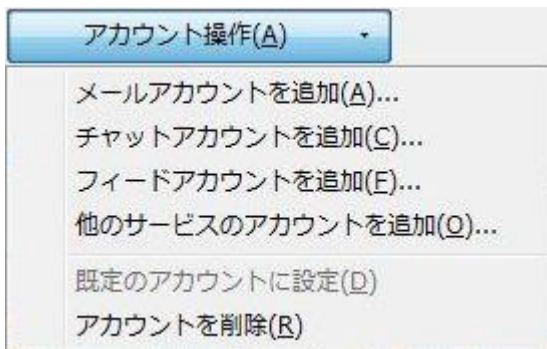 アカウント操作(A)
メールアカウントを追加(A)...
チャットアカウントを追加(C)...
フィードアカウントを追加(F)...
他のサービスのアカウントを追加(O)...
既定のアカウントに設定(D)
アカウントを削除(R)